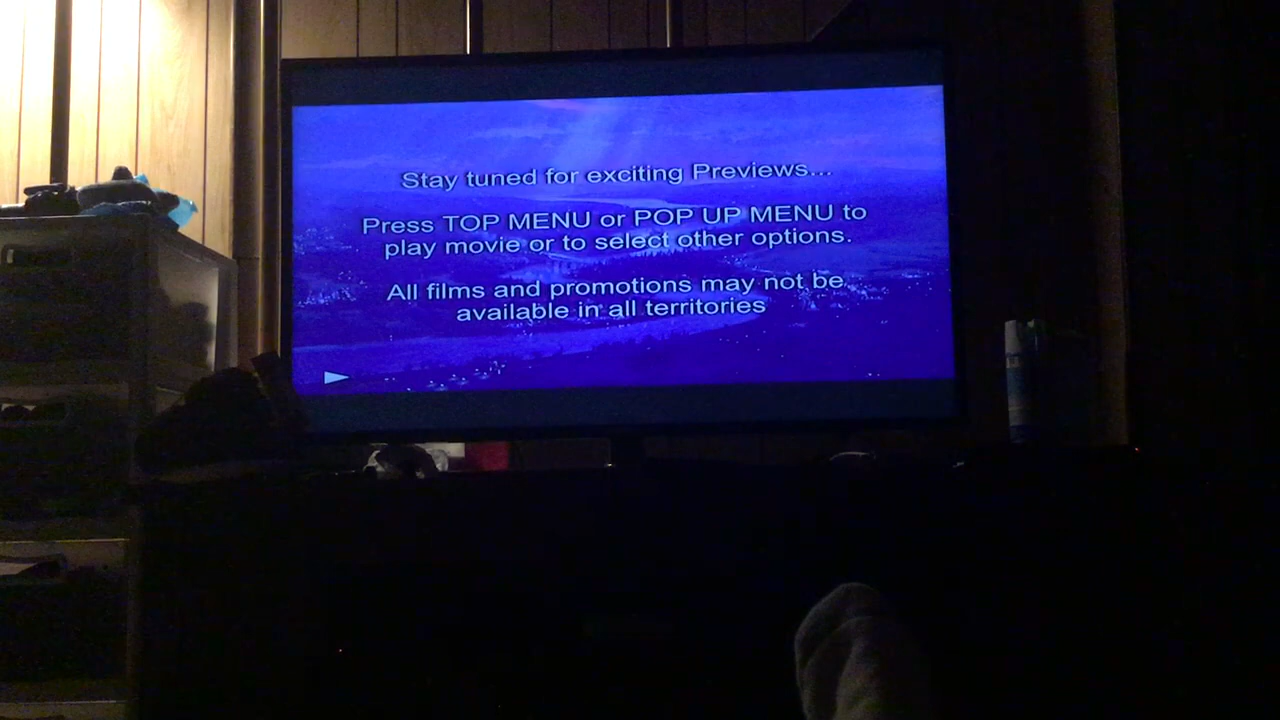 Stay tuned for exciting Previews...
Press TOP MENU or POP UP MENU to
play movie or to select other options.
All films and promotions may not be
available in all territories